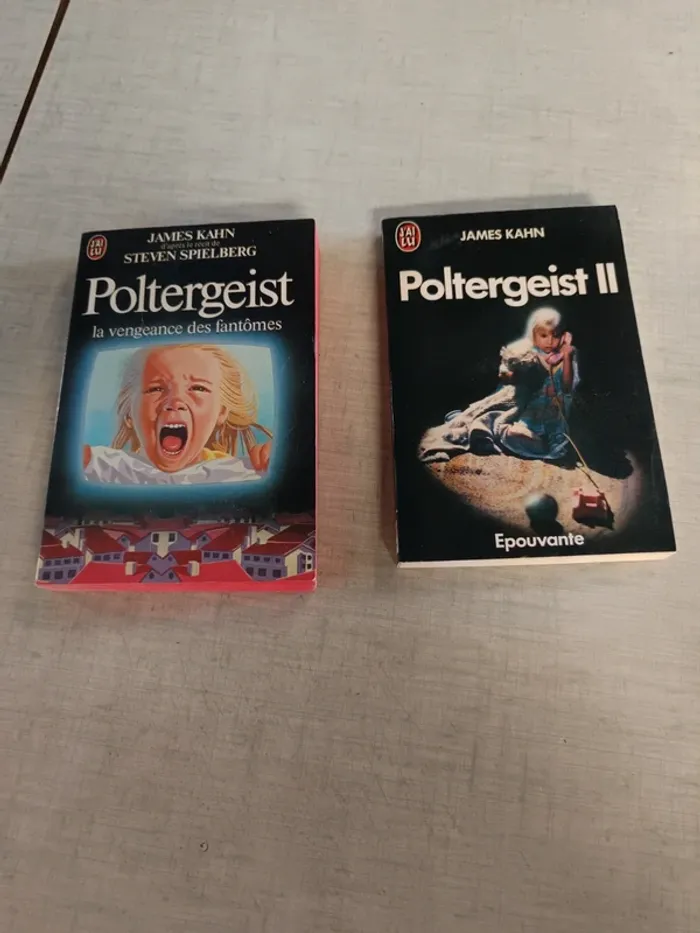 J'AI LU
JAMES KAHN
d'après le récit de
STEVEN SPIELBERG
Poltergeist
la vengeance des fantômes
J'AI LU
JAMES KAHN
Poltergeist II
Epouvante